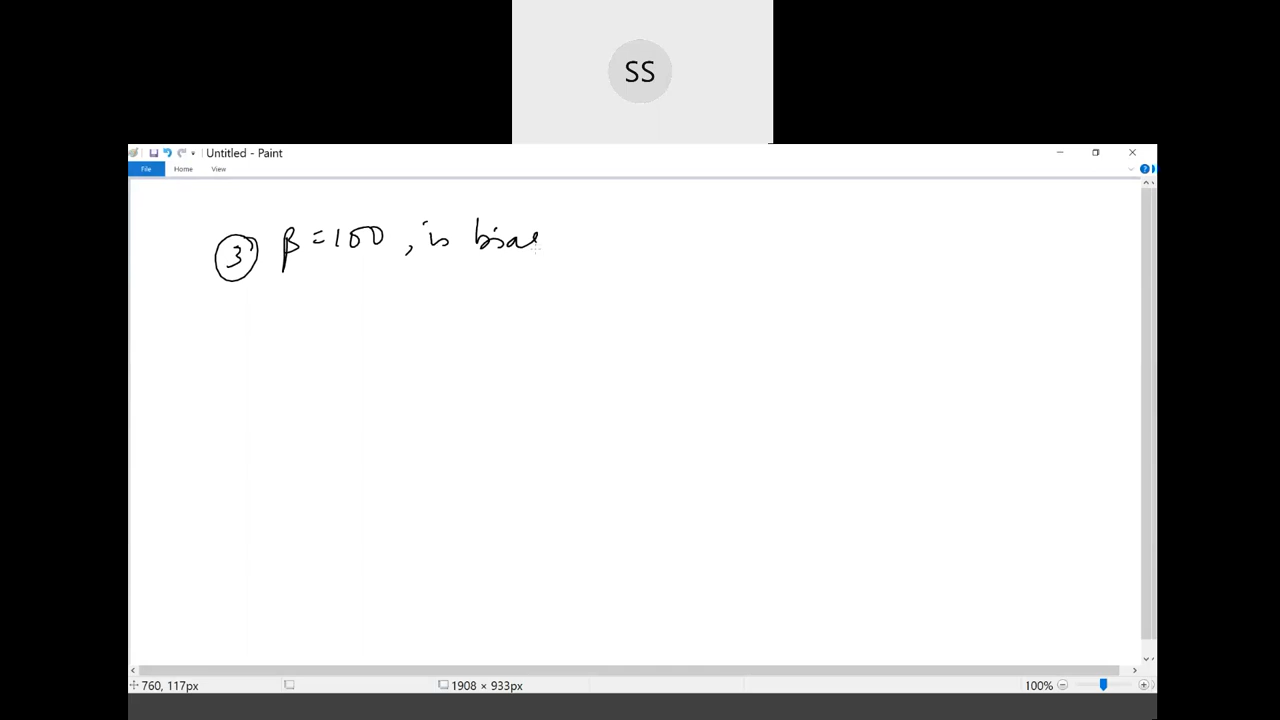 SS
Untitled - Paint
File Home View
③ β = 100, is biase
760, 117px 1908 × 933px 100%